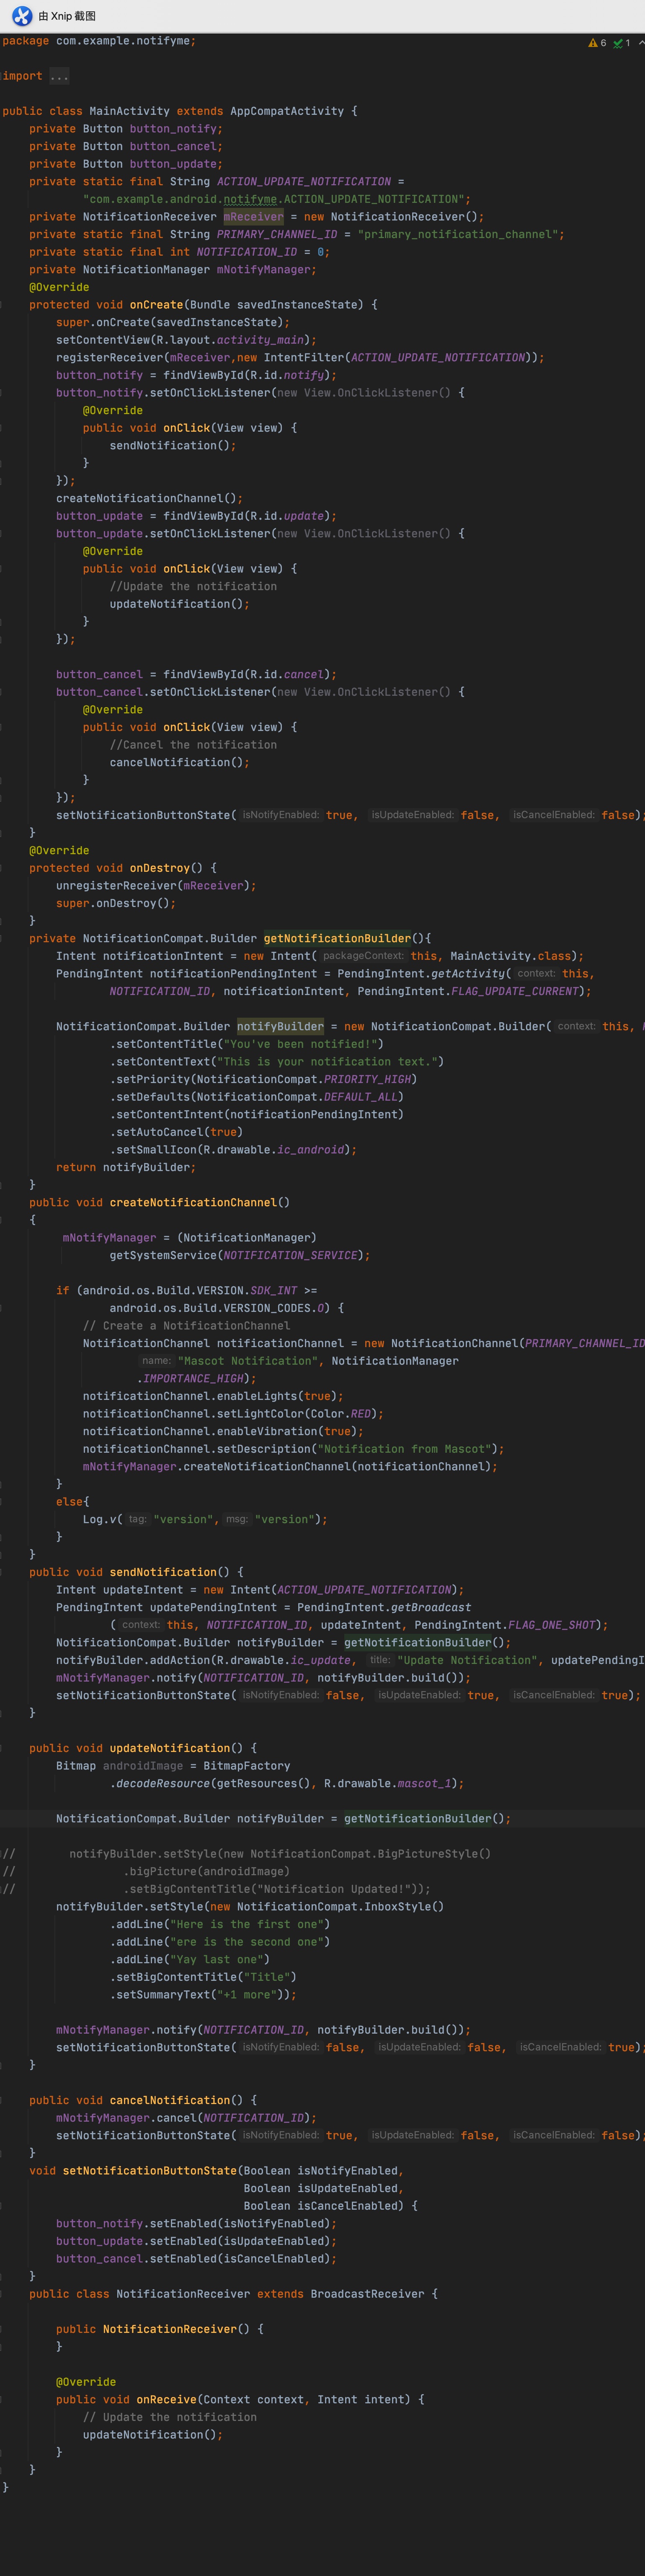 由 Xnip 截图
package com.example.notifyme;
6 1
import ...
public class MainActivity extends AppCompatActivity {
private Button button_notify;
private Button button_cancel;
private Button button_update;
private static final String ACTION_UPDATE_NOTIFICATION =
"com.example.android.notifyme.ACTION_UPDATE_NOTIFICATION";
private NotificationReceiver mReceiver = new NotificationReceiver();
private static final String PRIMARY_CHANNEL_ID = "primary_notification_channel";
private static final int NOTIFICATION_ID = 0;
private NotificationManager mNotifyManager;
@Override
protected void onCreate(Bundle savedInstanceState) {
super.onCreate(savedInstanceState);
setContentView(R.layout.activity_main);
registerReceiver(mReceiver,new IntentFilter(ACTION_UPDATE_NOTIFICATION));
button_notify = findViewById(R.id.notify);
button_notify.setOnClickListener(new View.OnClickListener() {
@Override
public void onClick(View view) {
sendNotification();
}
});
createNotificationChannel();
button_update = findViewById(R.id.update);
button_update.setOnClickListener(new View.OnClickListener() {
@Override
public void onClick(View view) {
//Update the notification
updateNotification();
}
});
button_cancel = findViewById(R.id.cancel);
button_cancel.setOnClickListener(new View.OnClickListener() {
@Override
public void onClick(View view) {
//Cancel the notification
cancelNotification();
}
});
setNotificationButtonState( isNotifyEnabled: true, isUpdateEnabled: false, isCancelEnabled: false);
}
@Override
protected void onDestroy() {
unregisterReceiver(mReceiver);
super.onDestroy();
}
private NotificationCompat.Builder getNotificationBuilder(){
Intent notificationIntent = new Intent( packageContext: this, MainActivity.class);
PendingIntent notificationPendingIntent = PendingIntent.getActivity( context: this,
NOTIFICATION_ID, notificationIntent, PendingIntent.FLAG_UPDATE_CURRENT);
NotificationCompat.Builder notifyBuilder = new NotificationCompat.Builder( context: this,
.setContentTitle("You've been notified!")
.setContentText("This is your notification text.")
.setPriority(NotificationCompat.PRIORITY_HIGH)
.setDefaults(NotificationCompat.DEFAULT_ALL)
.setContentIntent(notificationPendingIntent)
.setAutoCancel(true)
.setSmallIcon(R.drawable.ic_android);
return notifyBuilder;
}
public void createNotificationChannel()
{
mNotifyManager = (NotificationManager)
getSystemService(NOTIFICATION_SERVICE);
if (android.os.Build.VERSION.SDK_INT >=
android.os.Build.VERSION_CODES.O) {
// Create a NotificationChannel
NotificationChannel notificationChannel = new NotificationChannel(PRIMARY_CHANNEL_ID
name: "Mascot Notification", NotificationManager
.IMPORTANCE_HIGH);
notificationChannel.enableLights(true);
notificationChannel.setLightColor(Color.RED);
notificationChannel.enableVibration(true);
notificationChannel.setDescription("Notification from Mascot");
mNotifyManager.createNotificationChannel(notificationChannel);
}
else{
Log.v( tag: "version", msg: "version");
}
}
public void sendNotification() {
Intent updateIntent = new Intent(ACTION_UPDATE_NOTIFICATION);
PendingIntent updatePendingIntent = PendingIntent.getBroadcast
( context: this, NOTIFICATION_ID, updateIntent, PendingIntent.FLAG_ONE_SHOT);
NotificationCompat.Builder notifyBuilder = getNotificationBuilder();
notifyBuilder.addAction(R.drawable.ic_update, title: "Update Notification", updatePendingI
mNotifyManager.notify(NOTIFICATION_ID, notifyBuilder.build());
setNotificationButtonState( isNotifyEnabled: false, isUpdateEnabled: true, isCancelEnabled: true);
}
public void updateNotification() {
Bitmap androidImage = BitmapFactory
.decodeResource(getResources(), R.drawable.mascot_1);
NotificationCompat.Builder notifyBuilder = getNotificationBuilder();
// notifyBuilder.setStyle(new NotificationCompat.BigPictureStyle()
// .bigPicture(androidImage)
// .setBigContentTitle("Notification Updated!"));
notifyBuilder.setStyle(new NotificationCompat.InboxStyle()
.addLine("Here is the first one")
.addLine("ere is the second one")
.addLine("Yay last one")
.setBigContentTitle("Title")
.setSummaryText("+1 more"));
mNotifyManager.notify(NOTIFICATION_ID, notifyBuilder.build());
setNotificationButtonState( isNotifyEnabled: false, isUpdateEnabled: false, isCancelEnabled: true);
}
public void cancelNotification() {
mNotifyManager.cancel(NOTIFICATION_ID);
setNotificationButtonState( isNotifyEnabled: true, isUpdateEnabled: false, isCancelEnabled: false);
}
void setNotificationButtonState(Boolean isNotifyEnabled,
Boolean isUpdateEnabled,
Boolean isCancelEnabled) {
button_notify.setEnabled(isNotifyEnabled);
button_update.setEnabled(isUpdateEnabled);
button_cancel.setEnabled(isCancelEnabled);
}
public class NotificationReceiver extends BroadcastReceiver {
public NotificationReceiver() {
}
@Override
public void onReceive(Context context, Intent intent) {
// Update the notification
updateNotification();
}
}
}